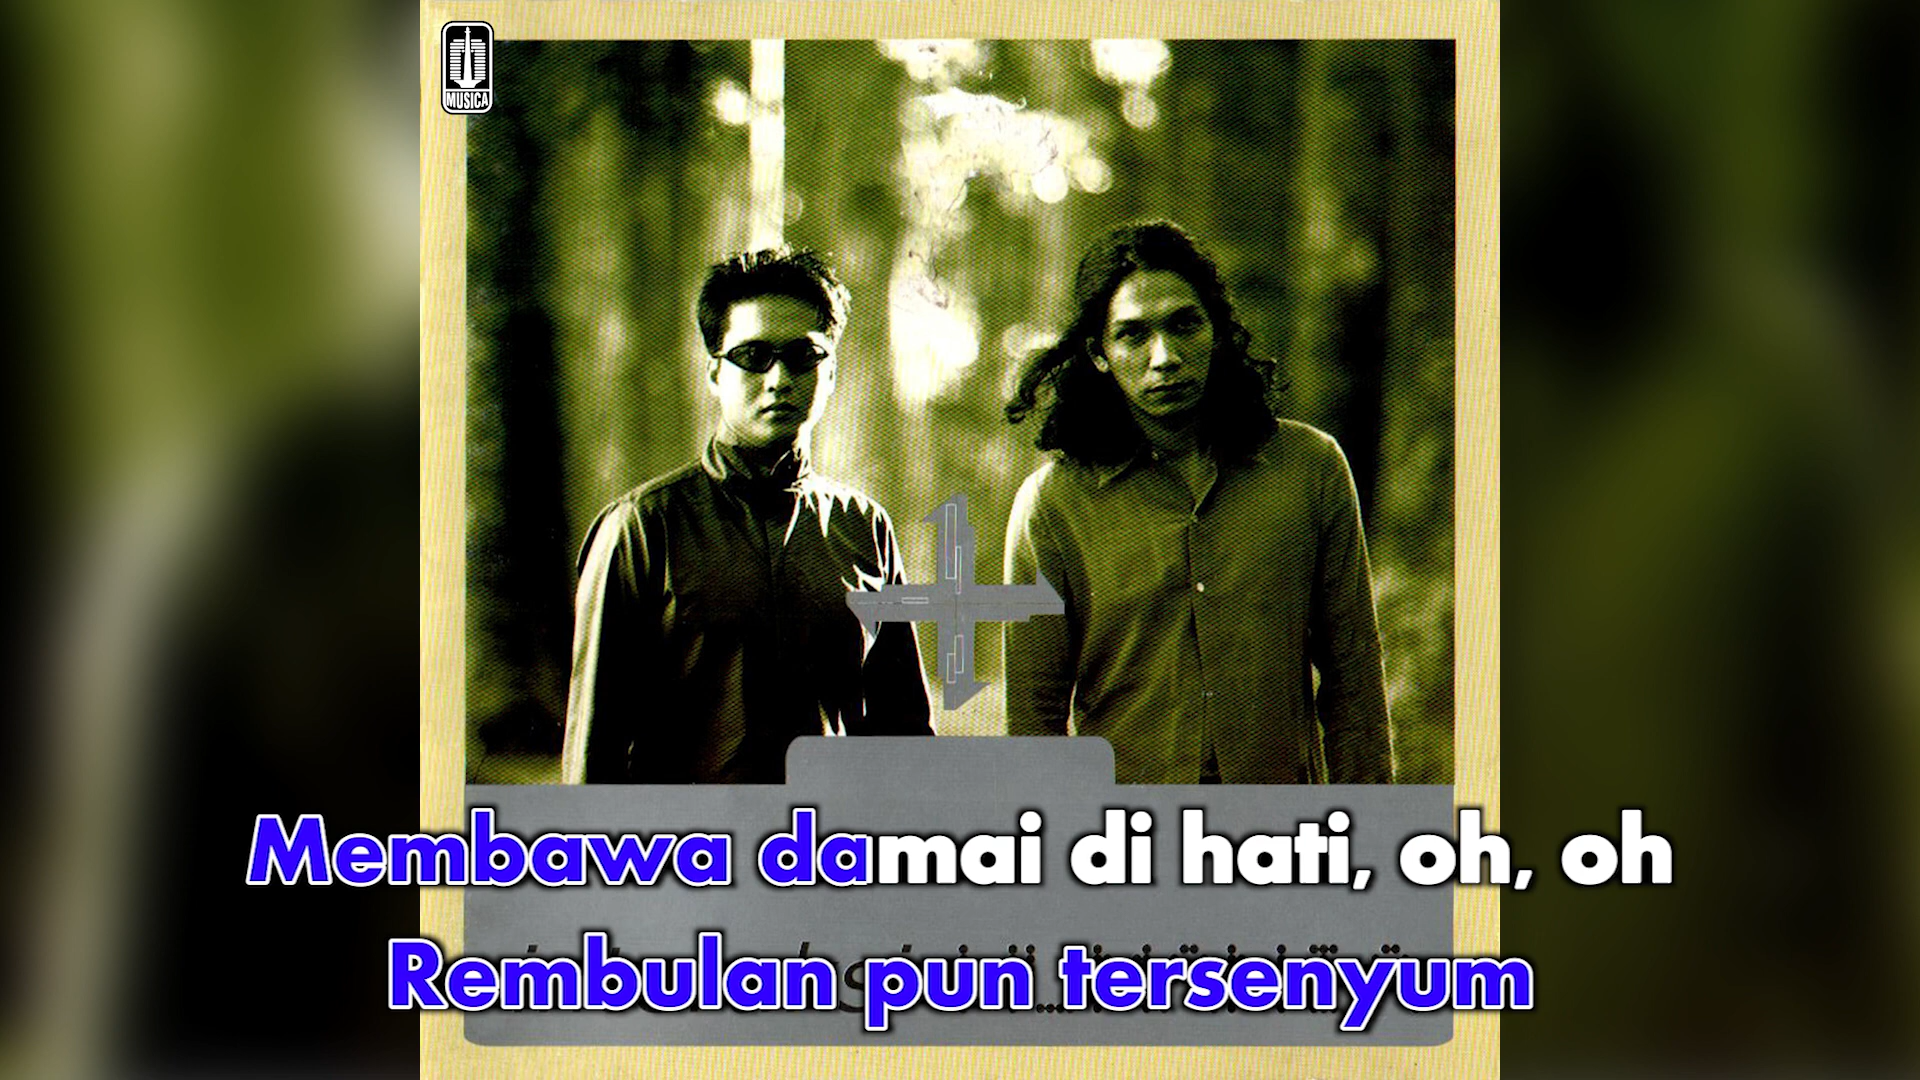 MUSICA
Membawa damai di hati, oh, oh
Rembulan pun tersenyum